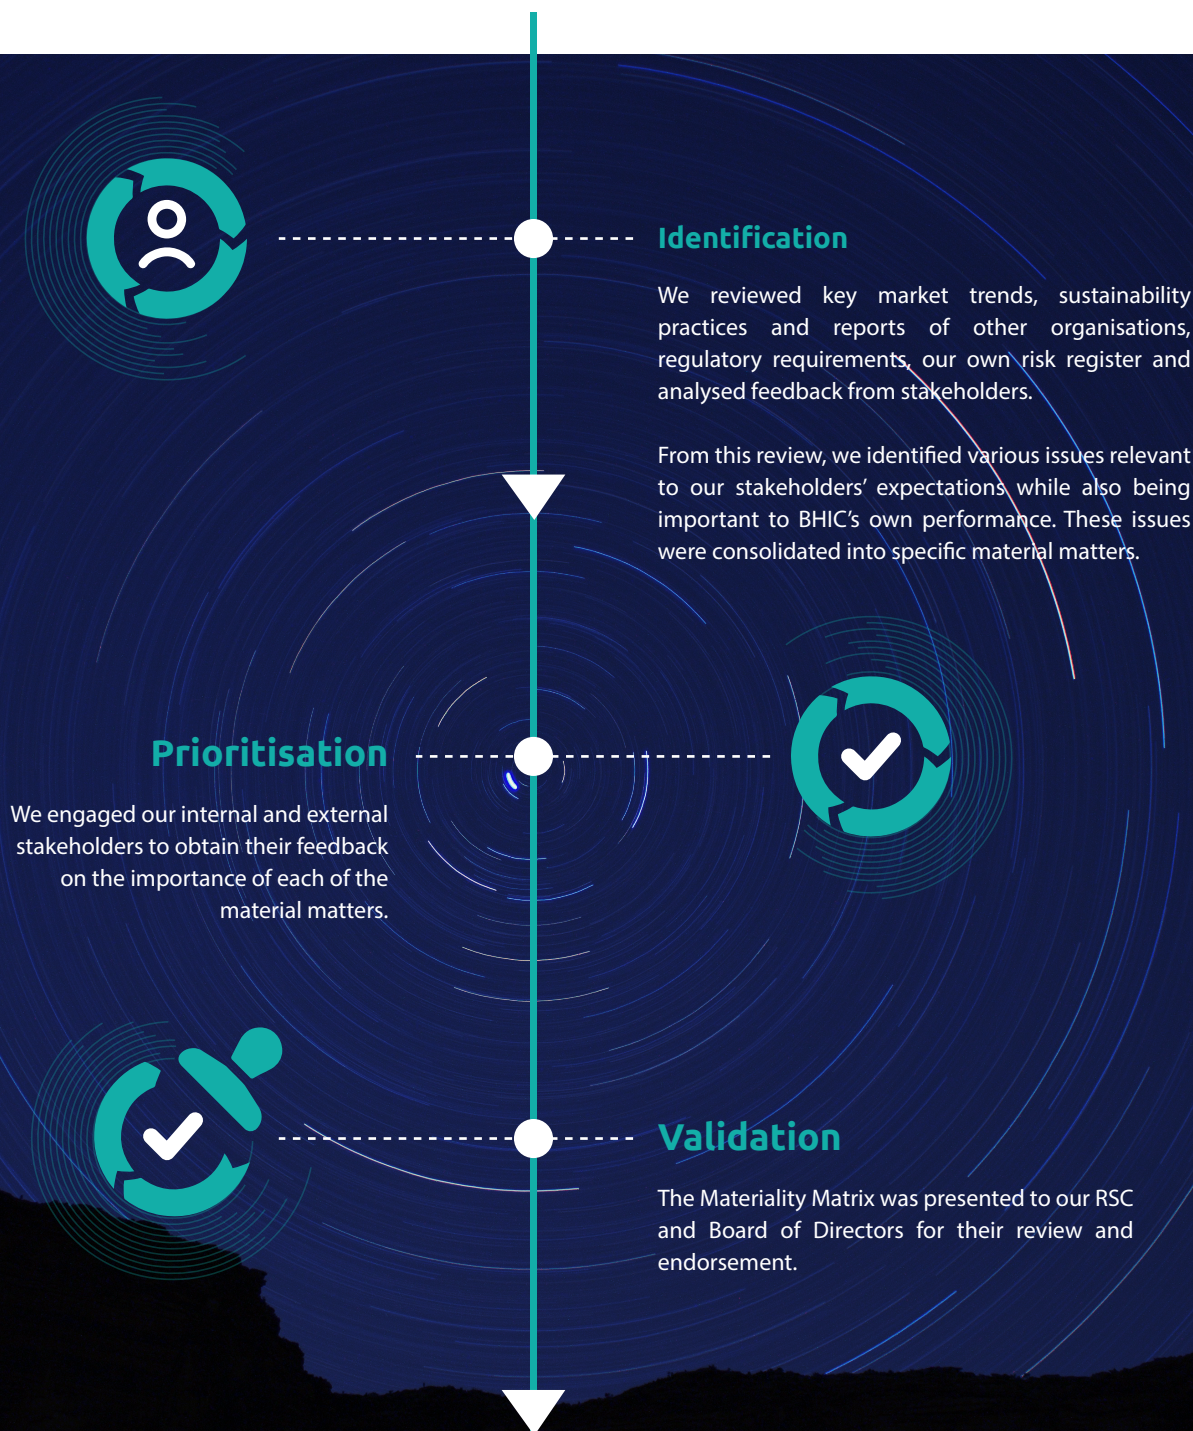 Identification
We reviewed key market trends, sustainability
practices and reports of other organisations,
regulatory requirements, our own risk register and
analysed feedback from stakeholders.
From this review, we identified various issues relevant
to our stakeholders’ expectations while also being
important to BHIC’s own performance. These issues
were consolidated into specific material matters.
Prioritisation
We engaged our internal and external
stakeholders to obtain their feedback
on the importance of each of the
material matters.
Validation
The Materiality Matrix was presented to our RSC
and Board of Directors for their review and
endorsement.